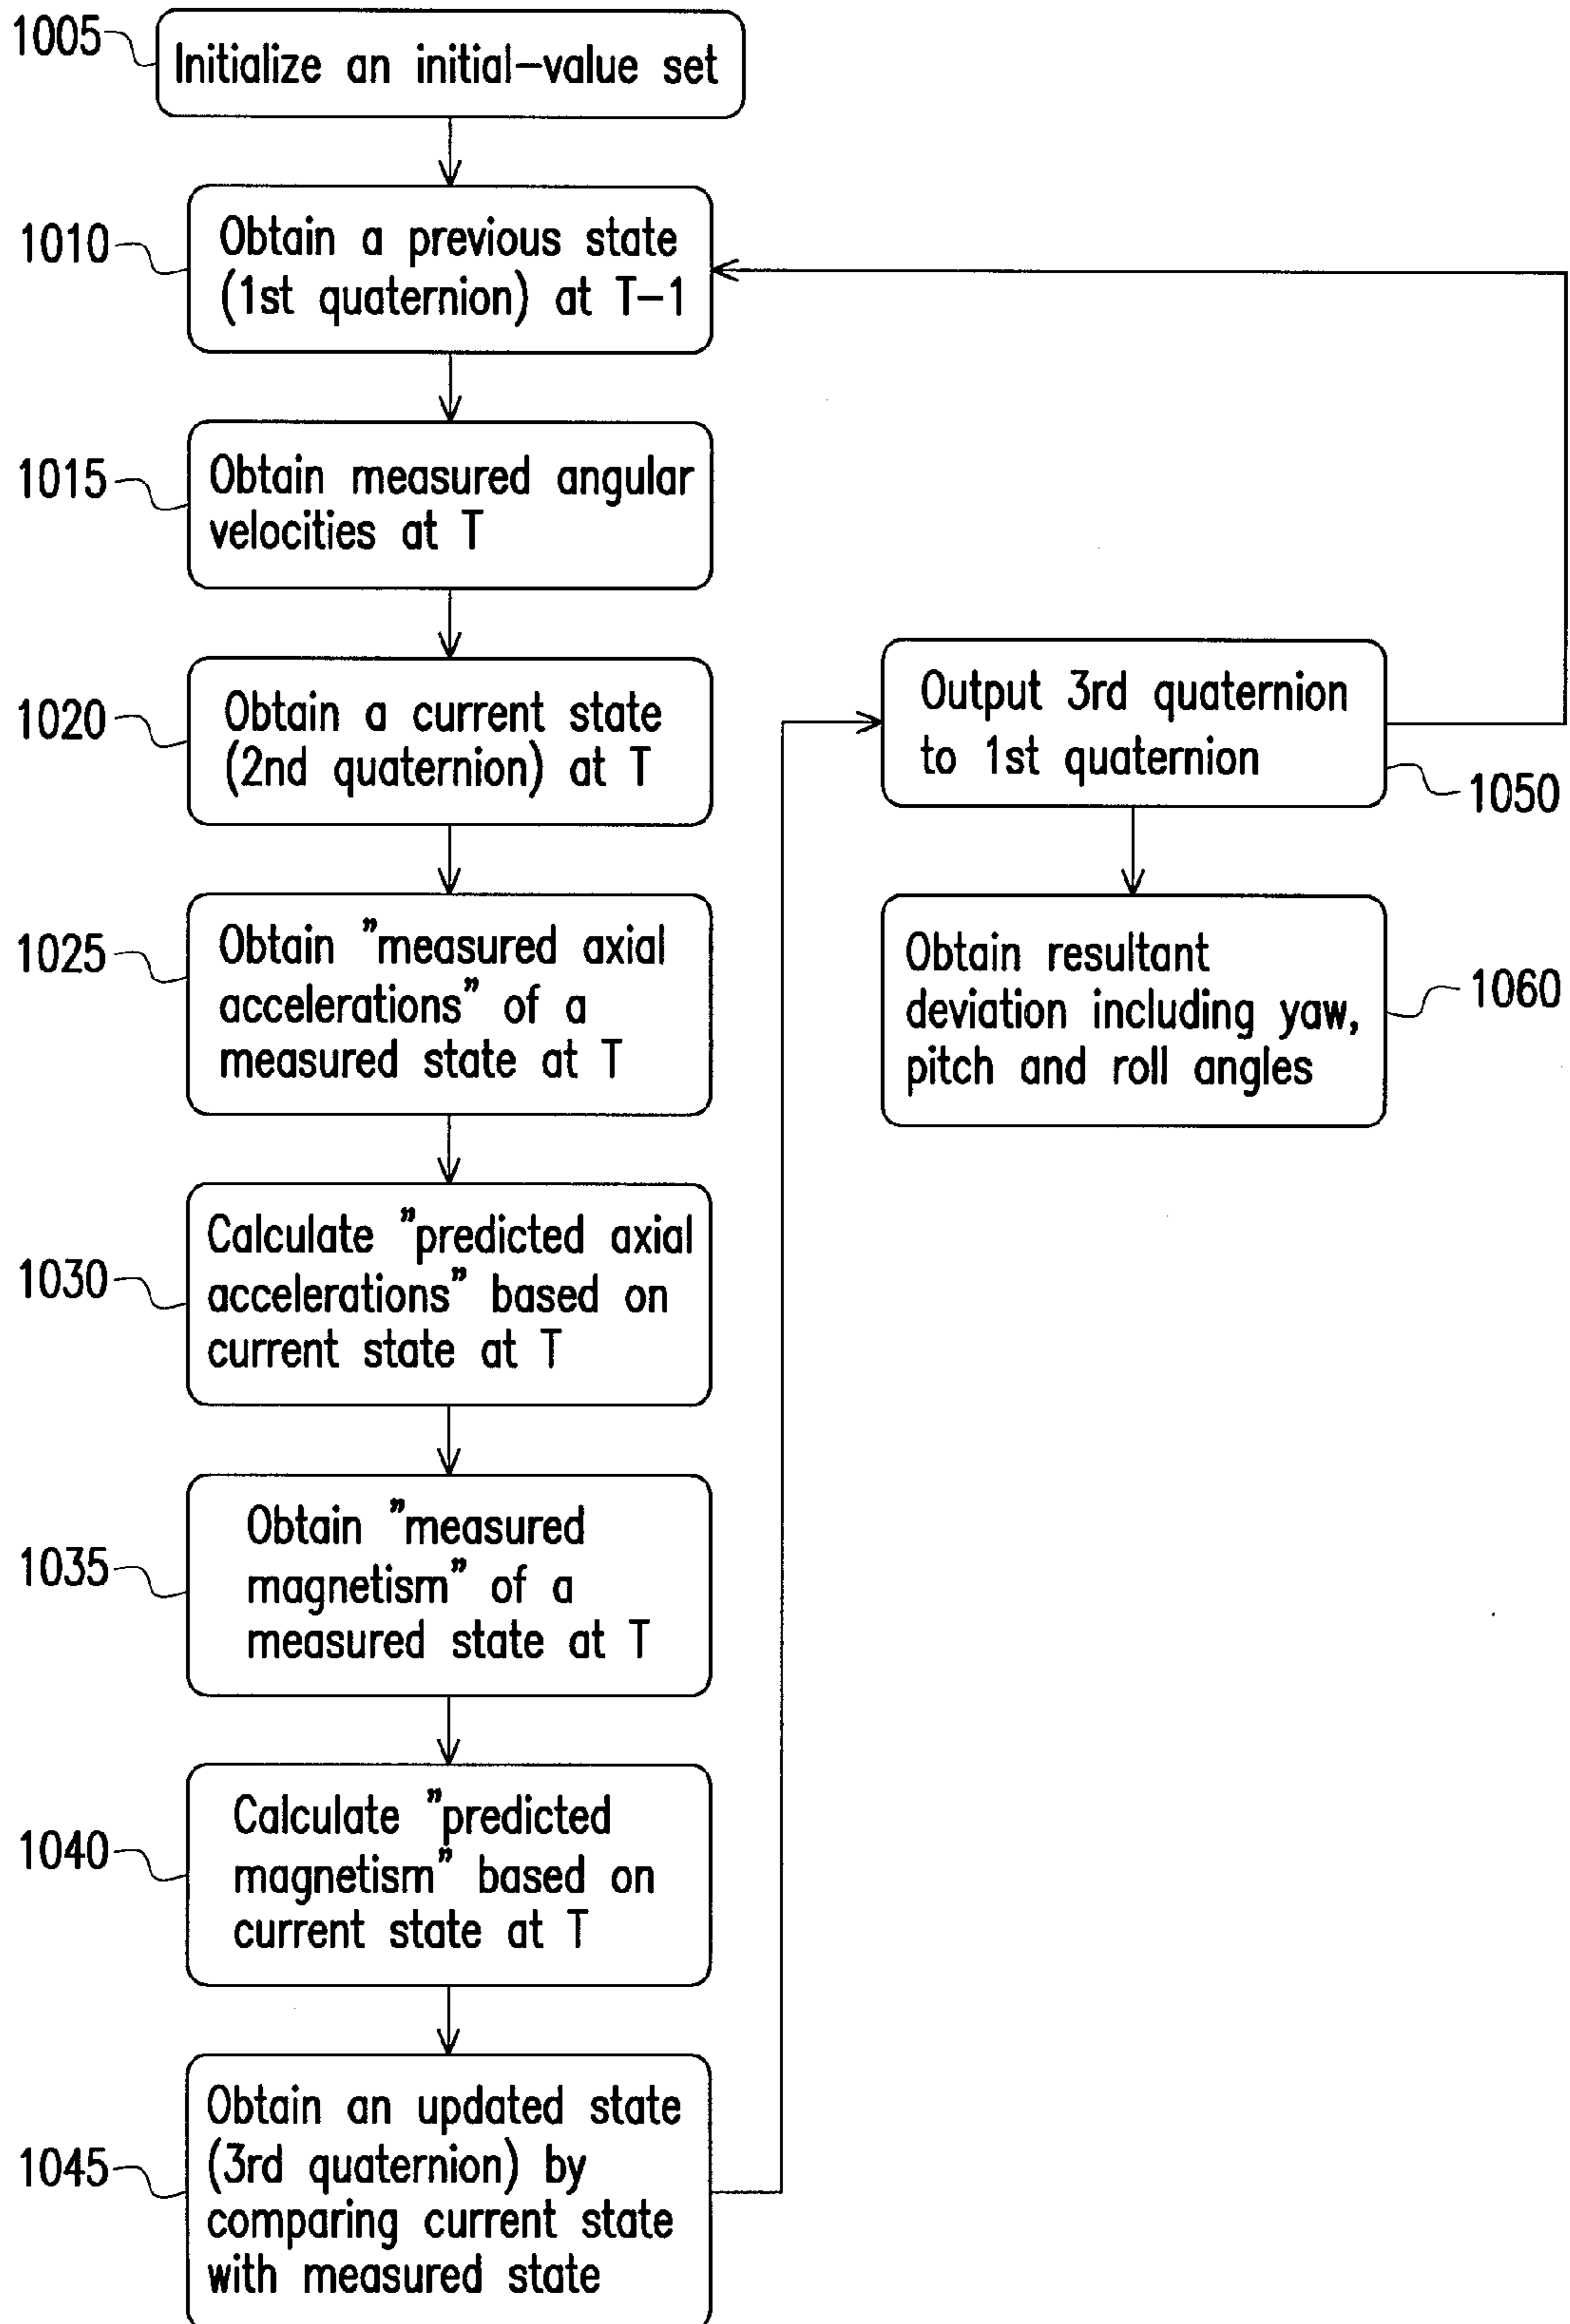 1005
Initialize an initial-value set
1010
Obtain a previous state
(1st quaternion) at T-1
1015
Obtain measured angular
velocities at T
1020
Obtain a current state
(2nd quaternion) at T
1025
Obtain "measured axial
accelerations" of a
measured state at T
1030
Calculate "predicted axial
accelerations" based on
current state at T
1035
Obtain "measured
magnetism" of a
measured state at T
1040
Calculate "predicted
magnetism" based on
current state at T
1045
Obtain an updated state
(3rd quaternion) by
comparing current state
with measured state
Output 3rd quaternion
to 1st quaternion
1050
Obtain resultant
deviation including yaw,
pitch and roll angles
1060